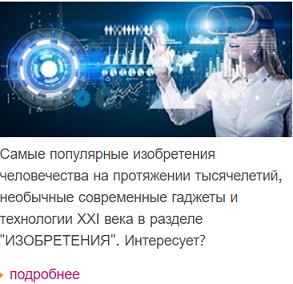 Самые популярные изобретения
человечества на протяжении тысячелетий,
необычные современные гаджеты и
технологии XXI века в разделе
"ИЗОБРЕТЕНИЯ". Интересует?
подробнее